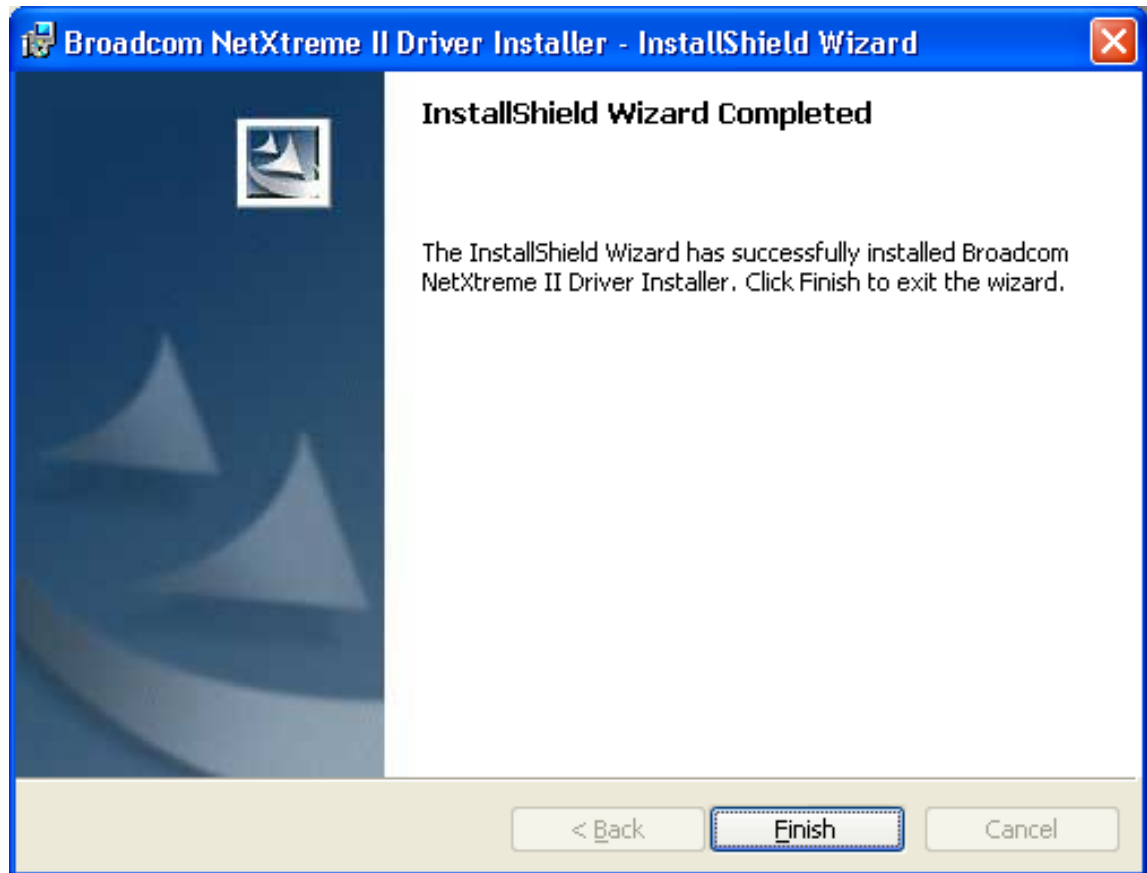 Broadcom NetXtreme II Driver Installer - InstallShield Wizard
InstallShield Wizard Completed
The InstallShield Wizard has successfully installed Broadcom
NetXtreme II Driver Installer. Click Finish to exit the wizard.
< Back
Finish
Cancel